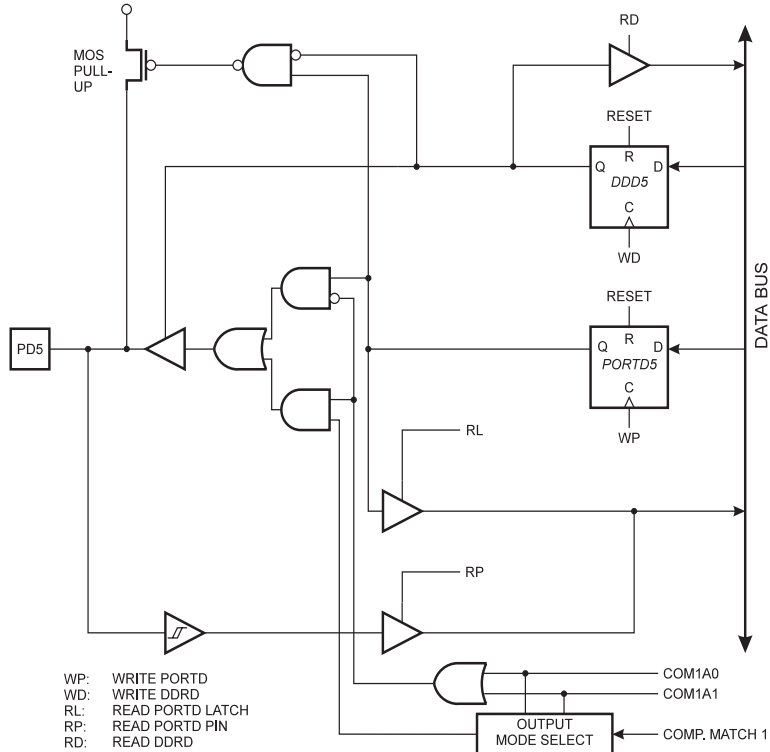 MOS
PULL-
UP
RD
RESET
R
Q
D
DDD5
C
WD
DATA BUS
RESET
R
Q
D
PORTD5
C
WP
PD5
RL
RP
WP: WRITE PORTD
WD: WRITE DDRD
RL: READ PORTD LATCH
RP: READ PORTD PIN
RD: READ DDRD
COM1A0
COM1A1
OUTPUT
MODE SELECT
COMP. MATCH 1